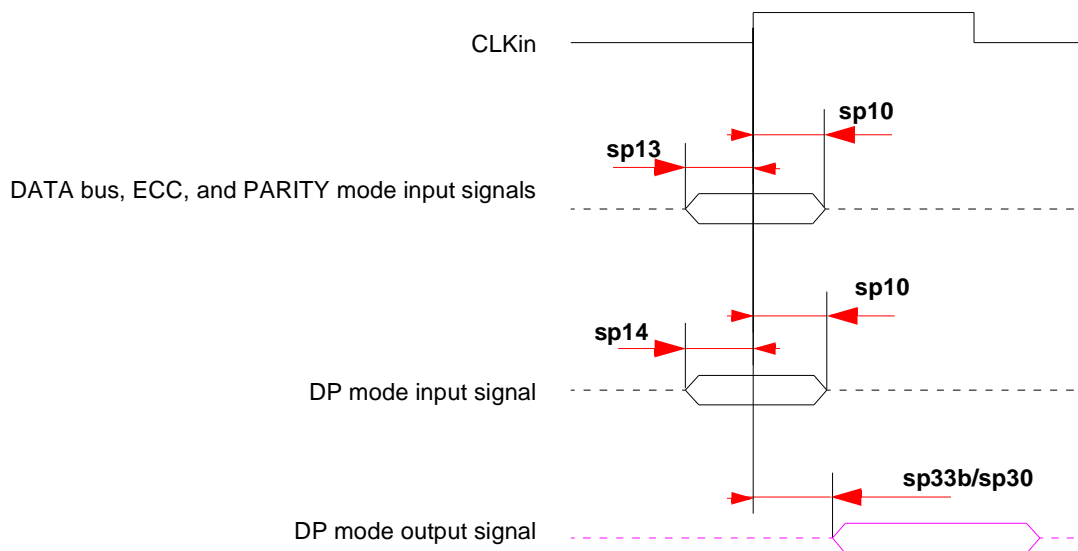 CLKin
sp10
sp13
DATA bus, ECC, and PARITY mode input signals
sp10
sp14
DP mode input signal
sp33b/sp30
DP mode output signal